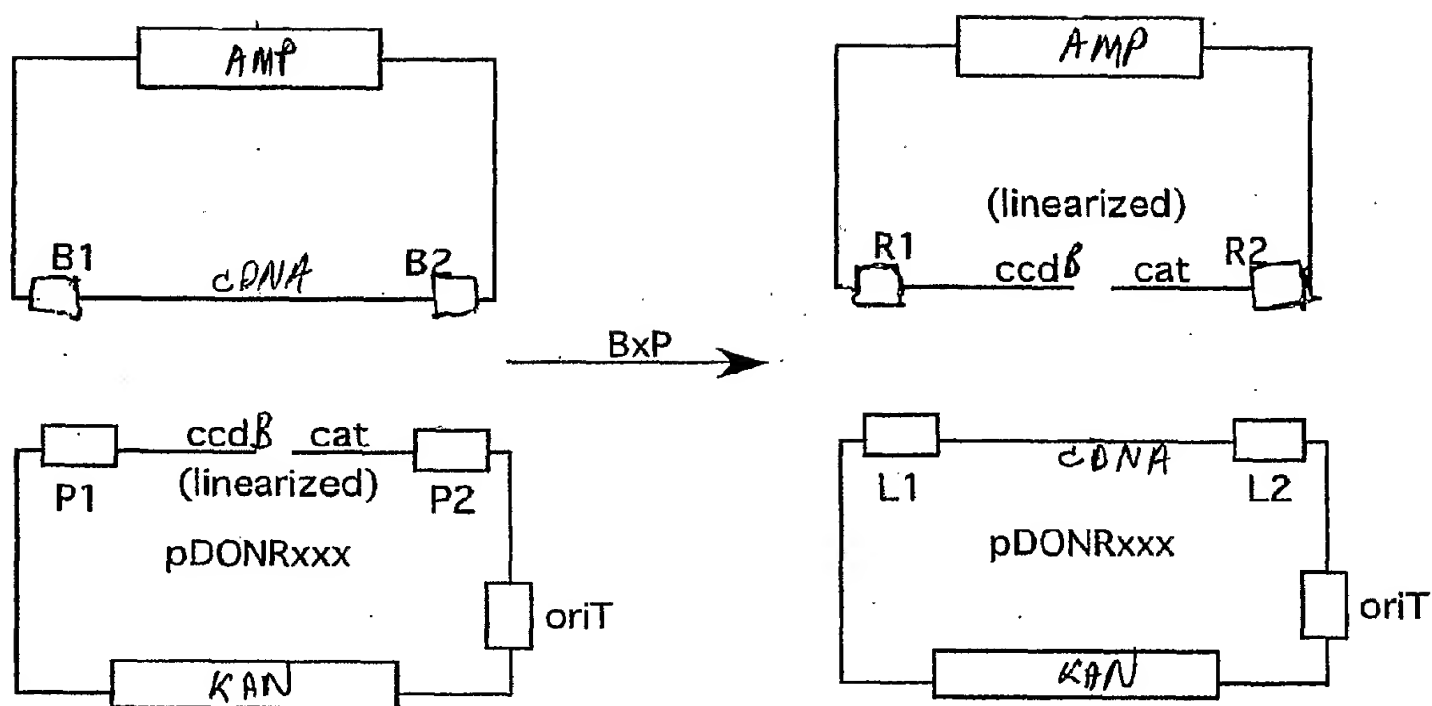 AMP
B1
cDNA
B2
ccdB cat
(linearized)
P1
P2
pDONRxxx
oriT
KAN
BxP
AMP
(linearized)
R1
ccdB cat
R2
cDNA
L1
L2
pDONRxxx
oriT
KAN